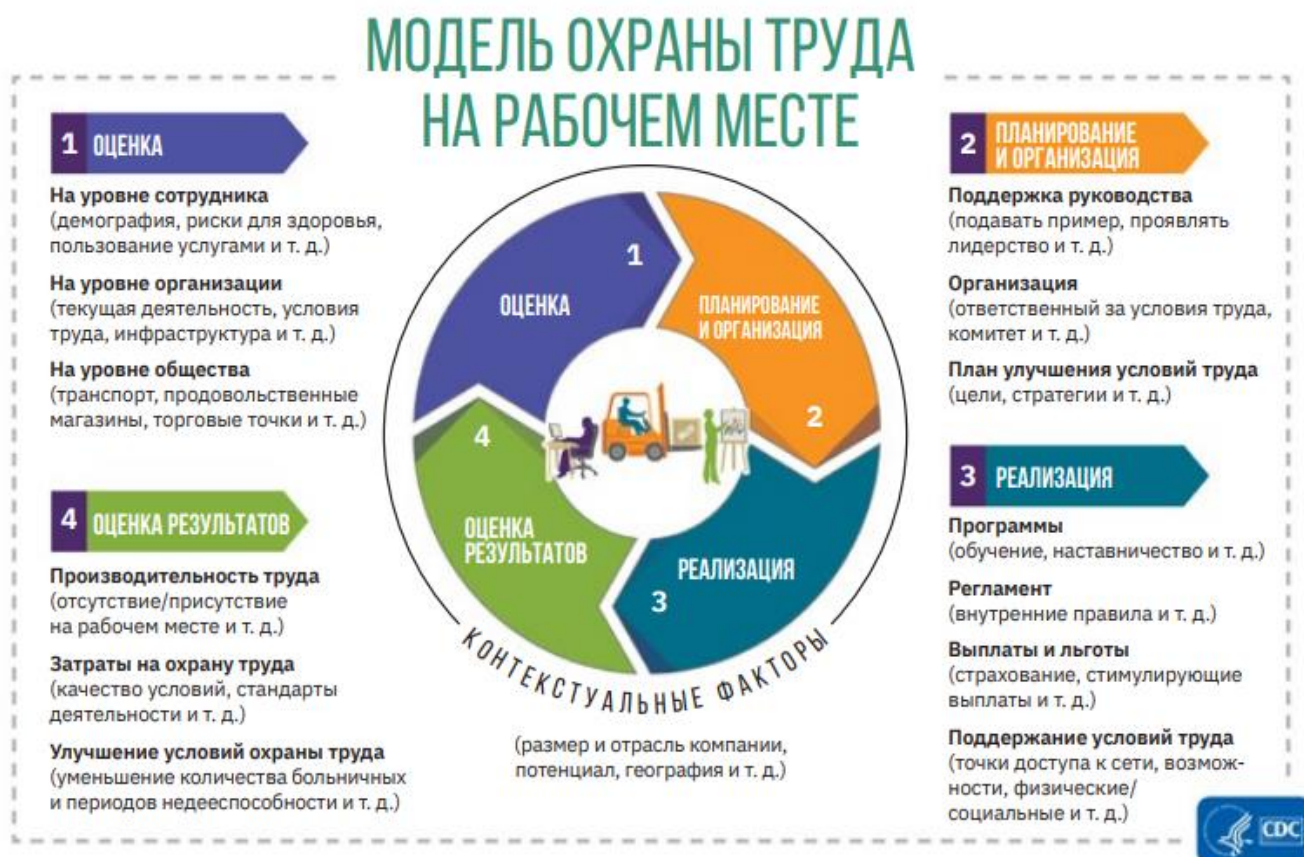 МОДЕЛЬ ОХРАНЫ ТРУДА
НА РАБОЧЕМ МЕСТЕ
1 ОЦЕНКА
На уровне сотрудника
(демография, риски для здоровья,
пользование услугами и т. д.)
На уровне организации
(текущая деятельность, условия
труда, инфраструктура и т. д.)
На уровне общества
(транспорт, продовольственные
магазины, торговые точки и т. д.)
2 ПЛАНИРОВАНИЕ
И ОРГАНИЗАЦИЯ
Поддержка руководства
(подавать пример, проявлять
лидерство и т. д.)
Организация
(ответственный за условия труда,
комитет и т. д.)
План улучшения условий труда
(цели, стратегии и т. д.)
3 РЕАЛИЗАЦИЯ
Программы
(обучение, наставничество и т. д.)
Регламент
(внутренние правила и т. д.)
Выплаты и льготы
(страхование, стимулирующие
выплаты и т. д.)
Поддержание условий труда
(точки доступа к сети, возмож-
ности, физические/
социальные и т. д.)
4 ОЦЕНКА РЕЗУЛЬТАТОВ
Производительность труда
(отсутствие/присутствие
на рабочем месте и т. д.)
Затраты на охрану труда
(качество условий, стандарты
деятельности и т. д.)
Улучшение условий охраны труда
(уменьшение количества больничных
и периодов недееспособности и т. д.)
1
ОЦЕНКА
ПЛАНИРОВАНИЕ
И ОРГАНИЗАЦИЯ
2
РЕАЛИЗАЦИЯ
3
4
ОЦЕНКА
РЕЗУЛЬТАТОВ
КОНТЕКСТУАЛЬНЫЕ ФАКТОРЫ
(размер и отрасль компании,
потенциал, география и т. д.)
CDC